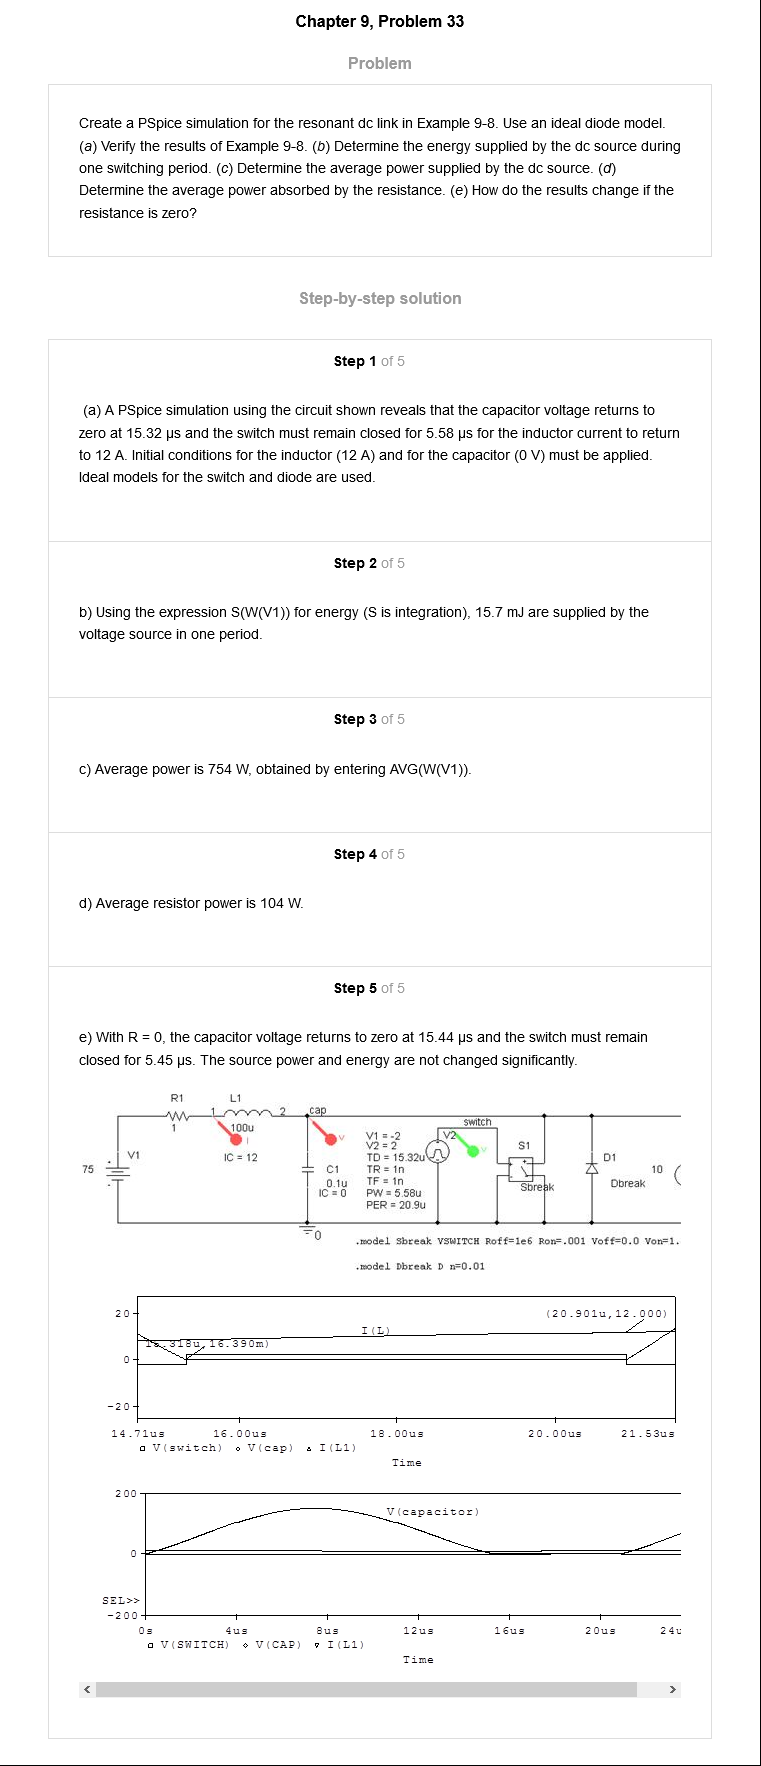 Chapter 9, Problem 33
Problem
Create a PSpice simulation for the resonant dc link in Example 9-8. Use an ideal diode model.
(a) Verify the results of Example 9-8. (b) Determine the energy supplied by the dc source during
one switching period. (c) Determine the average power supplied by the dc source. (d)
Determine the average power absorbed by the resistance. (e) How do the results change if the
resistance is zero?
Step-by-step solution
Step 1 of 5
(a) A PSpice simulation using the circuit shown reveals that the capacitor voltage returns to
zero at 15.32 µs and the switch must remain closed for 5.58 µs for the inductor current to return
to 12 A. Initial conditions for the inductor (12 A) and for the capacitor (0 V) must be applied.
Ideal models for the switch and diode are used.
Step 2 of 5
b) Using the expression S(W(V1)) for energy (S is integration), 15.7 mJ are supplied by the
voltage source in one period.
Step 3 of 5
c) Average power is 754 W, obtained by entering AVG(W(V1)).
Step 4 of 5
d) Average resistor power is 104 W.
Step 5 of 5
e) With R = 0, the capacitor voltage returns to zero at 15.44 µs and the switch must remain
closed for 5.45 µs. The source power and energy are not changed significantly.
R1 L1
1 2 cap
1 100u
I
IC = 12
V
V1
75
C1
0.1u
IC = 0
0
V1 = -2
V2 = 2
TD = 15.32u
TR = 1n
TF = 1n
PW = 5.58u
PER = 20.9u
switch
V2
V
S1
Sbreak
D1
Dbreak
10
.model Sbreak VSWITCH Roff=1e6 Ron=.001 Voff=0.0 Von=1.
.model Dbreak D n=0.01
20
(20.901u,12.000)
I(L)
.318u,16.390m)
0
-20
14.71us 16.00us 18.00us 20.00us 21.53us
V(switch) V(cap) I(L1)
Time
200
V(capacitor)
0
SEL>>
-200
0s 4us 8us 12us 16us 20us 24u
V(SWITCH) V(CAP) I(L1)
Time